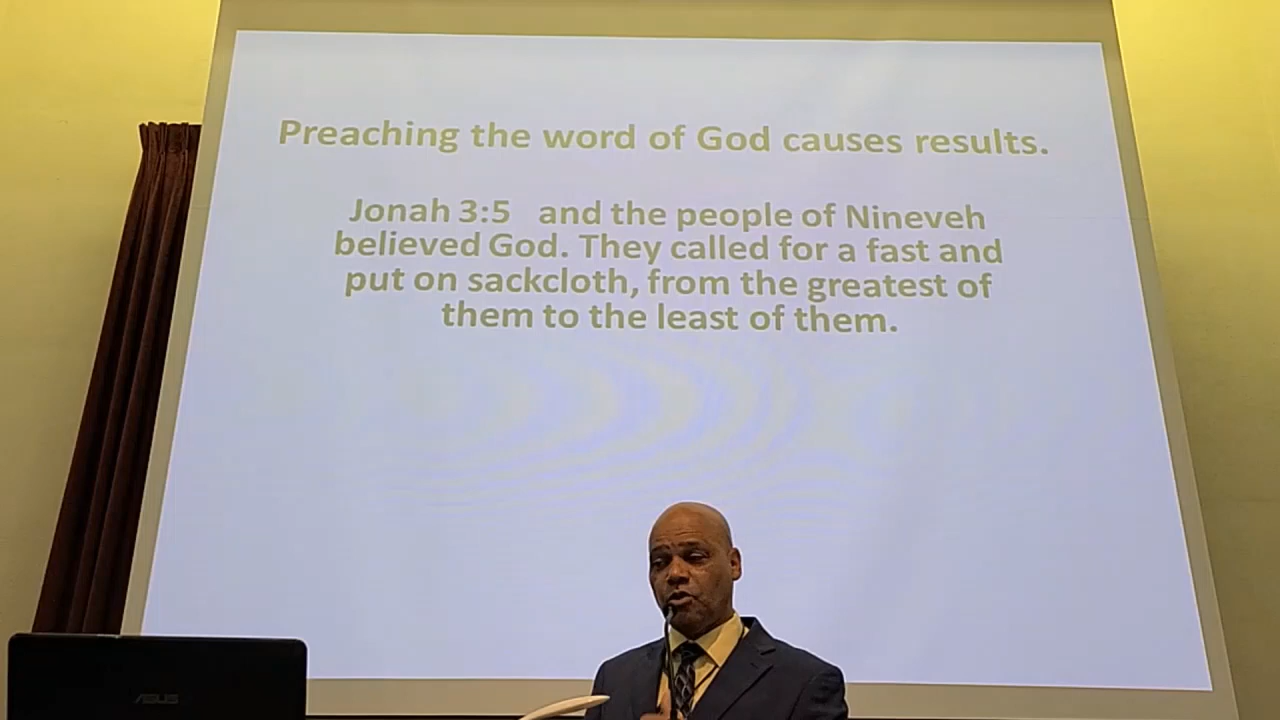 Preaching the word of God causes results.
Jonah 3:5 and the people of Nineveh
believed God. They called for a fast and
put on sackcloth, from the greatest of
them to the least of them.
ASUS